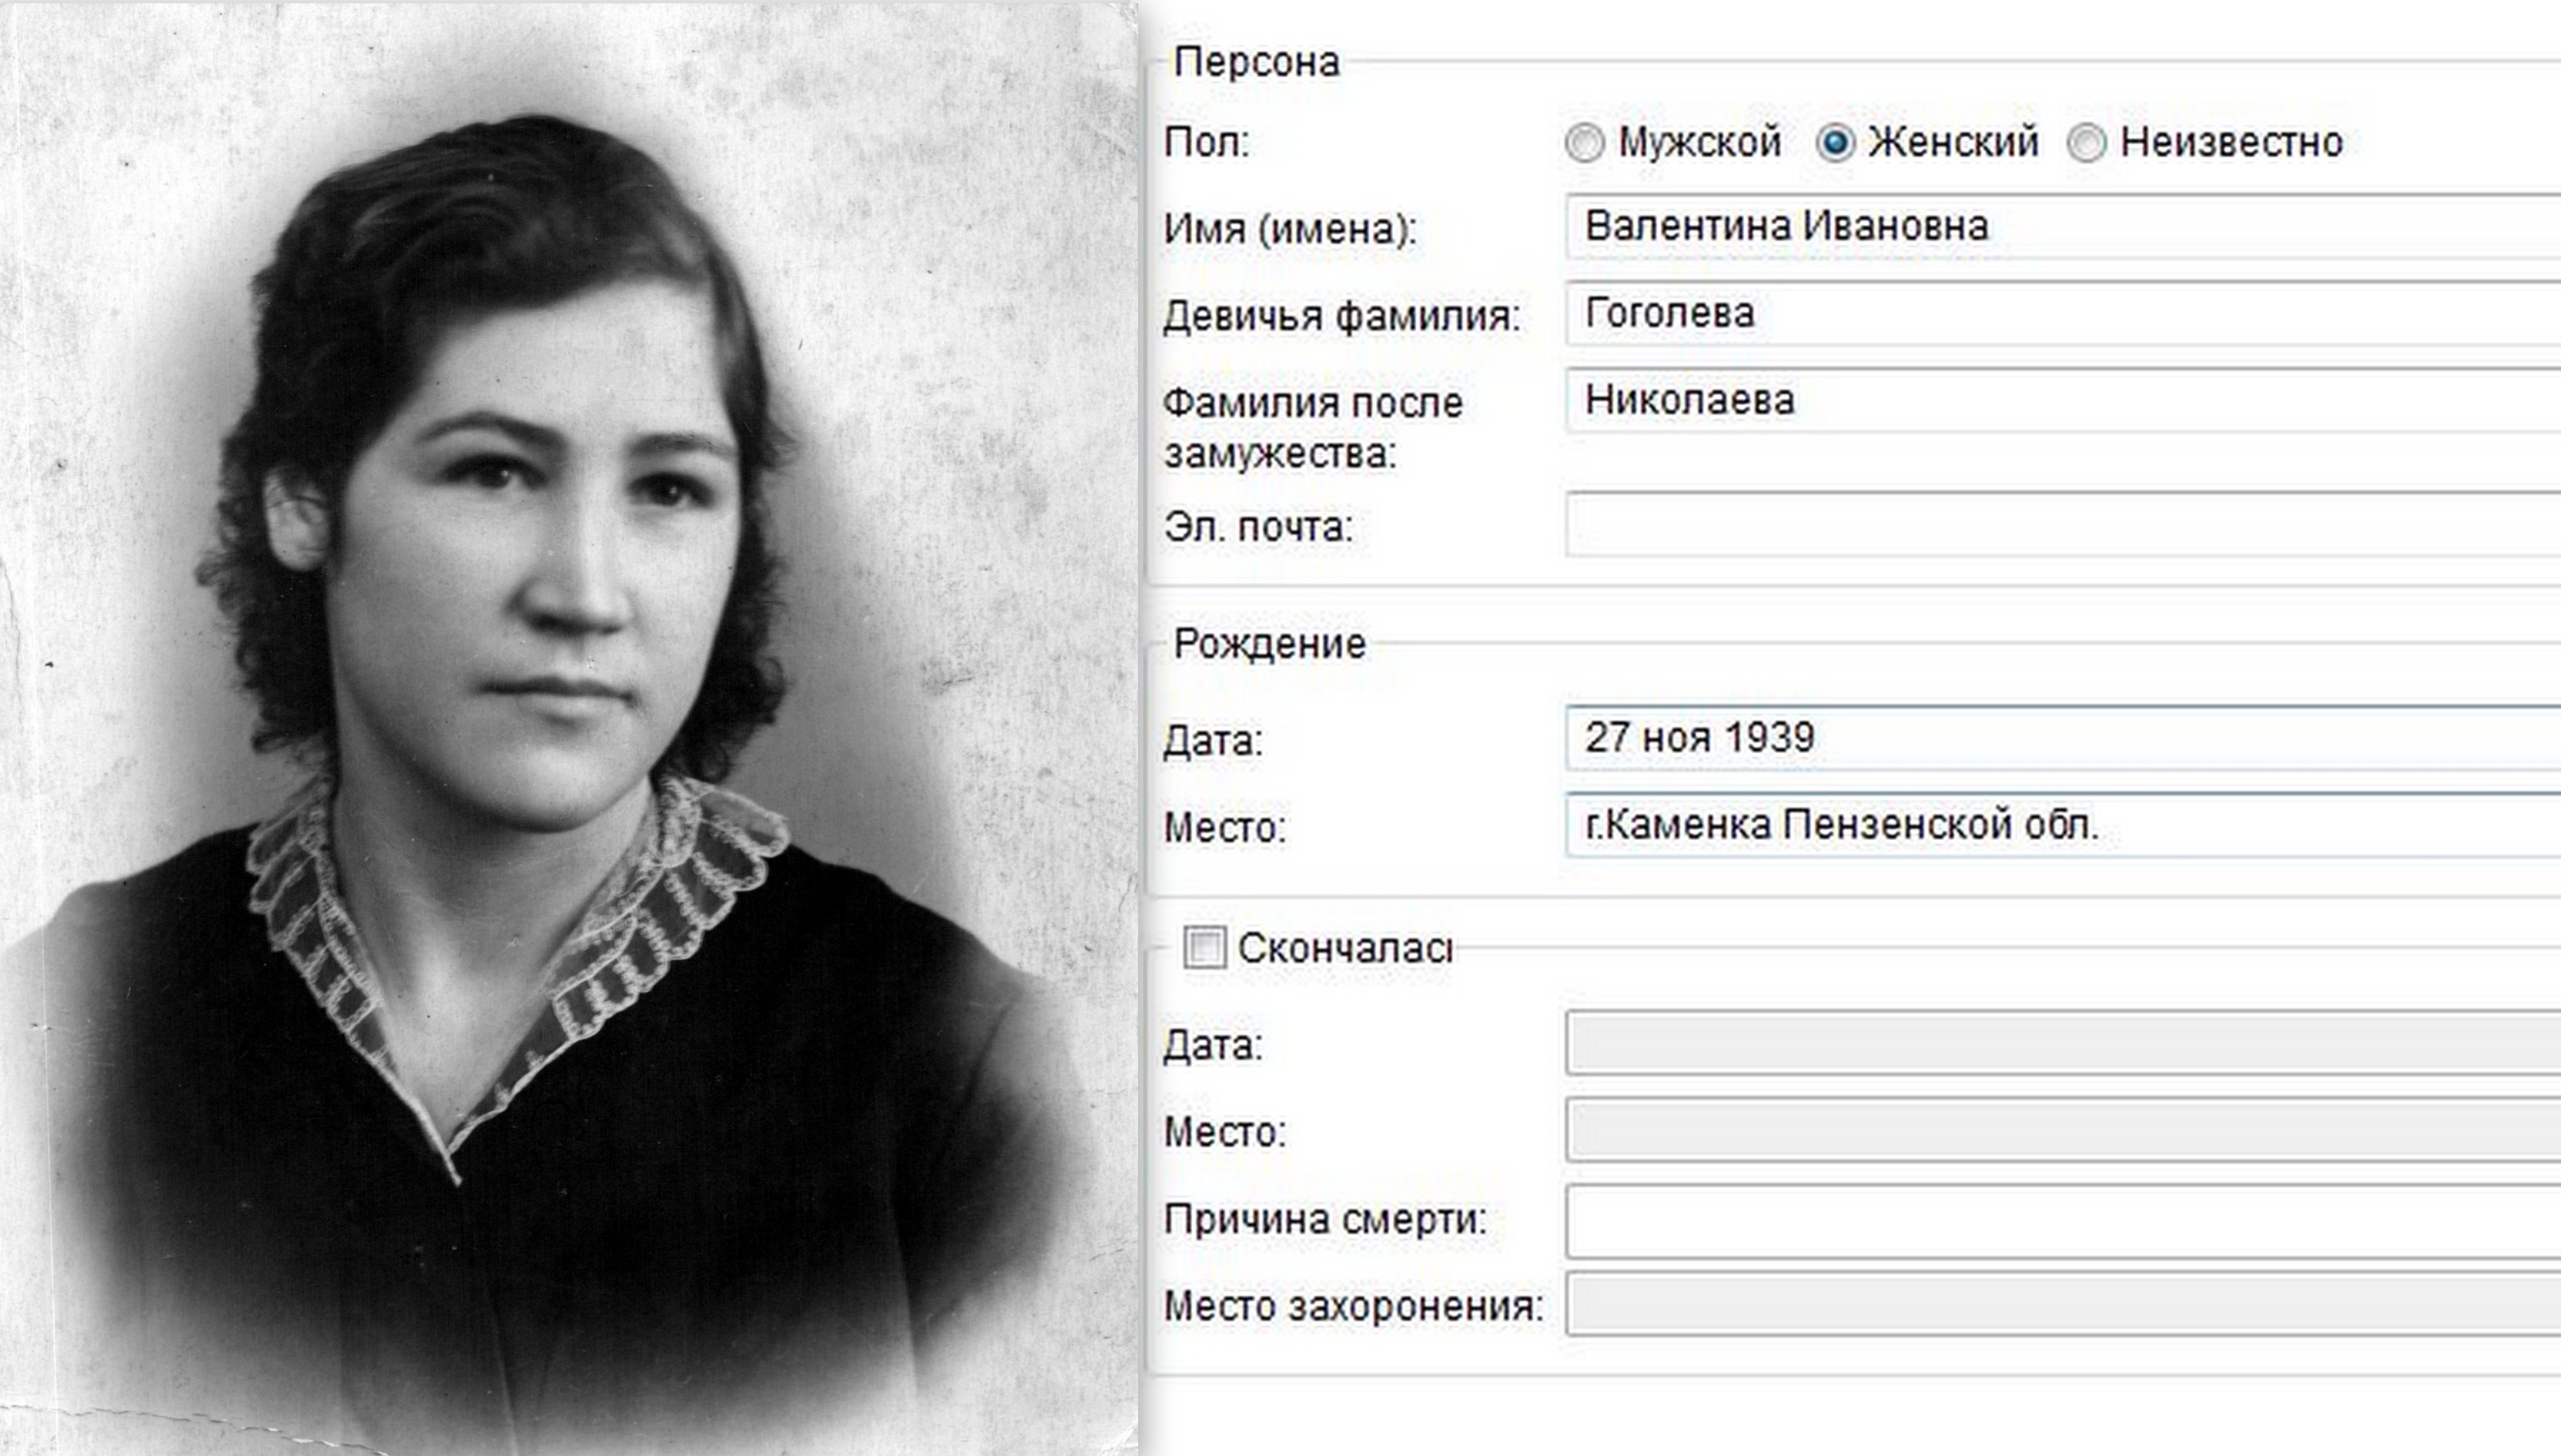 Персона
Пол: Мужской Женский Неизвестно
Имя (имена): Валентина Ивановна
Девичья фамилия: Гоголева
Фамилия после Николаева
замужества:
Эл. почта:
Рождение
Дата: 27 ноя 1939
Место: г.Каменка Пензенской обл.
Скончалась
Дата:
Место:
Причина смерти:
Место захоронения: